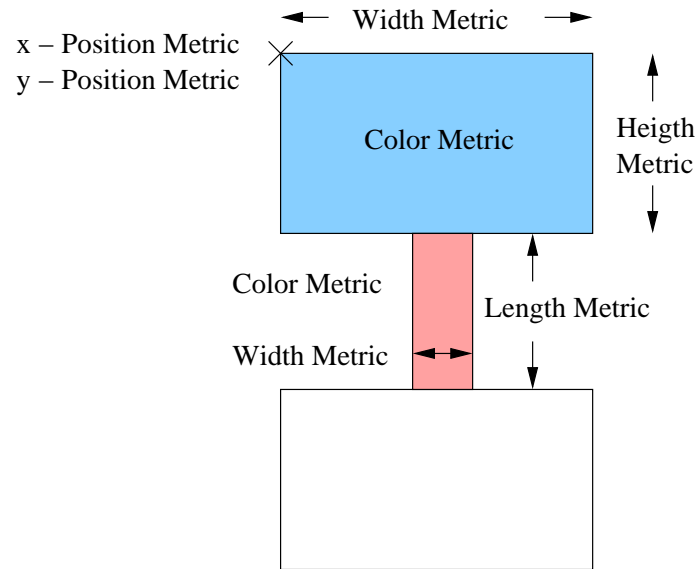 Width Metric
x – Position Metric
y – Position Metric
Color Metric
Heigth
Metric
Color Metric
Length Metric
Width Metric